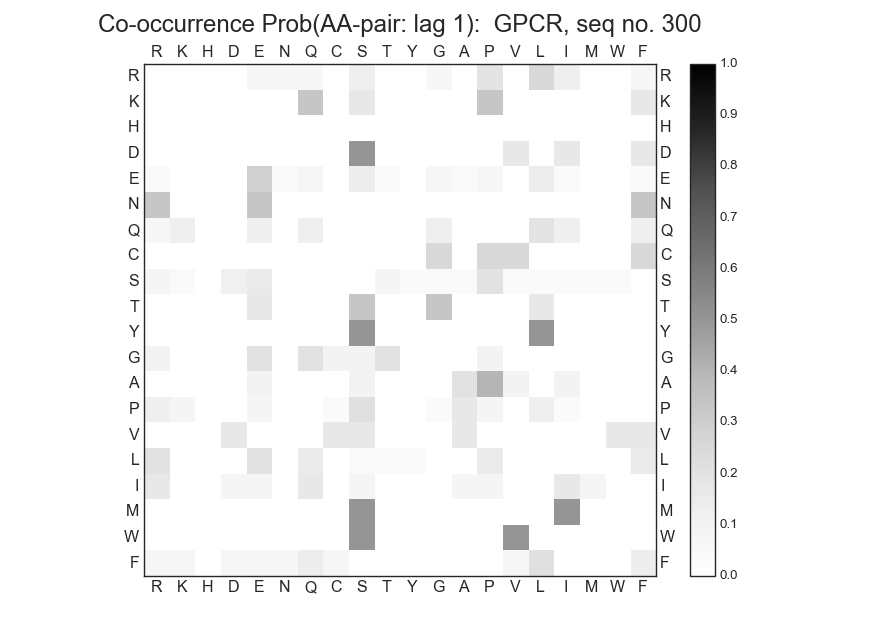 Co-occurrence Prob(AA-pair: lag 1):  GPCR, seq no. 300
R K H D E N Q C S T Y G A P V L I M W F
R R
K K
H H
D D
E E
N N
Q Q
C C
S S
T T
Y Y
G G
A A
P P
V V
L L
I I
M M
W W
F F
R K H D E N Q C S T Y G A P V L I M W F
1.0
0.9
0.8
0.7
0.6
0.5
0.4
0.3
0.2
0.1
0.0